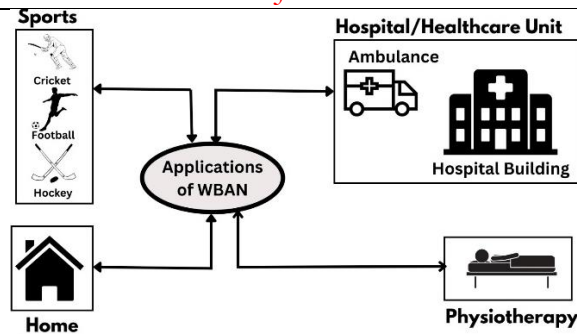 Sports
Cricket
Football
Hockey
Hospital/Healthcare Unit
Ambulance
Hospital Building
Applications
of WBAN
Home
Physiotherapy